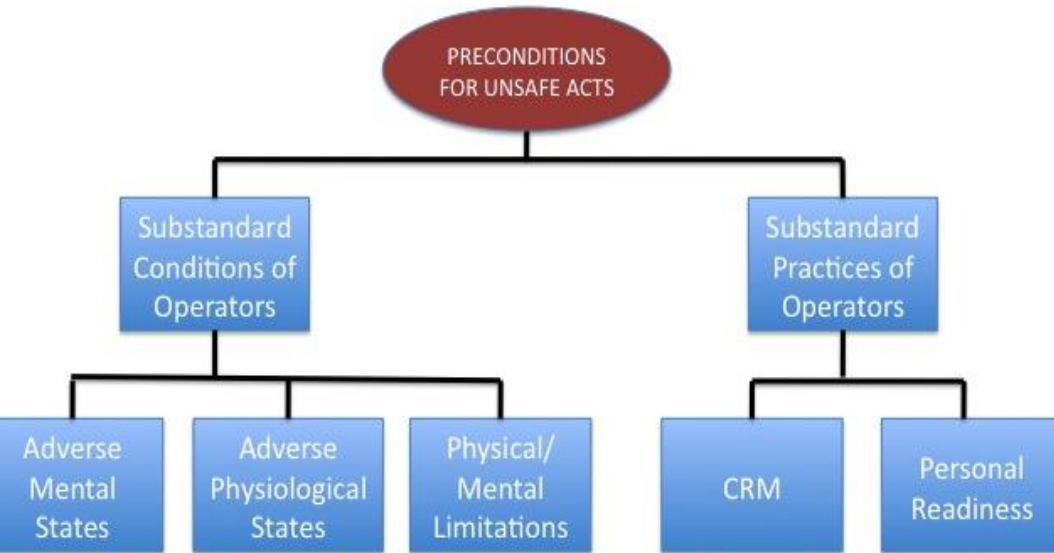 PRECONDITIONS
FOR UNSAFE ACTS
Substandard
Conditions of
Operators
Substandard
Practices of
Operators
Adverse
Mental
States
Adverse
Physiological
States
Physical/
Mental
Limitations
CRM
Personal
Readiness